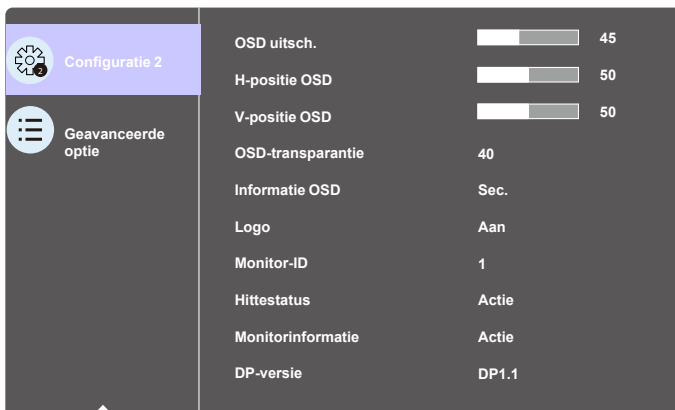 2
Configuratie 2
Geavanceerde
optie
OSD uitsch. 45
H-positie OSD 50
V-positie OSD 50
OSD-transparantie 40
Informatie OSD Sec.
Logo Aan
Monitor-ID 1
Hittestatus Actie
Monitorinformatie Actie
DP-versie DP1.1